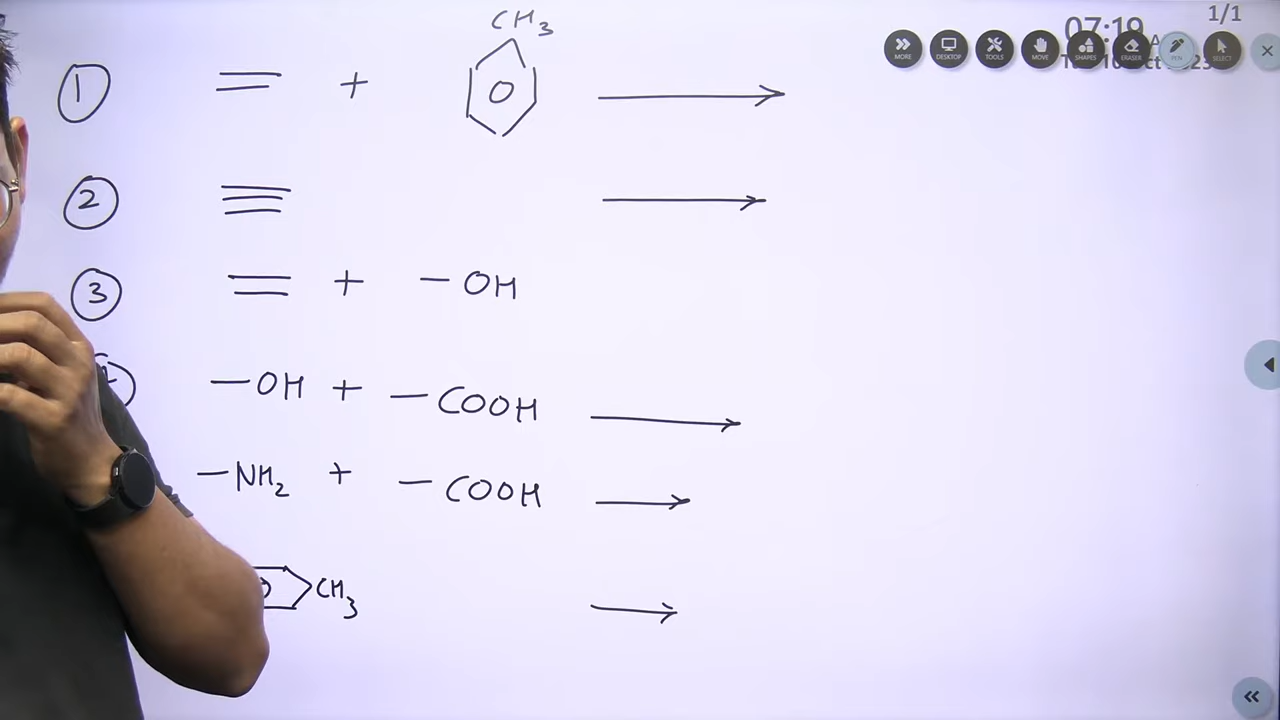 CH3
① = + ⟶
② ≡ ⟶
③ = + -OH
-OH + -COOH ⟶
-NH2 + -COOH ⟶
CH3 ⟶
07:19
1/1
MORE
DESKTOP
TOOLS
MOVE
SHAPES
ERASER
PEN
SELECT